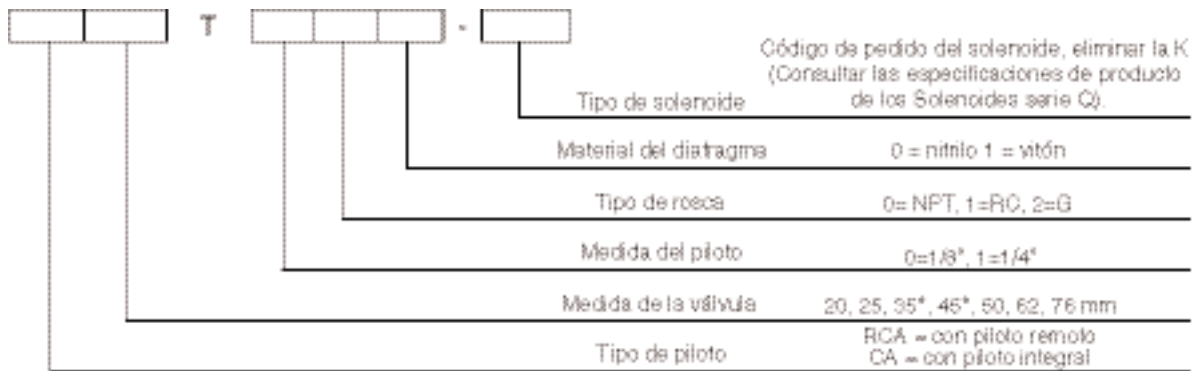 T -
Código de pedido del solenoide, eliminar la K
(Consultar las especificaciones de producto
Tipo de solenoide de los Solenoides serie Q).
Material del diafragma 0 = nitrilo 1 = vitón
Tipo de rosca 0= NPT, 1=RC, 2=G
Medida del piloto 0=1/8", 1=1/4"
Medida de la válvula 20, 25, 35*, 45*, 50, 62, 76 mm
RCA = con piloto remoto
Tipo de piloto CA = con piloto integral